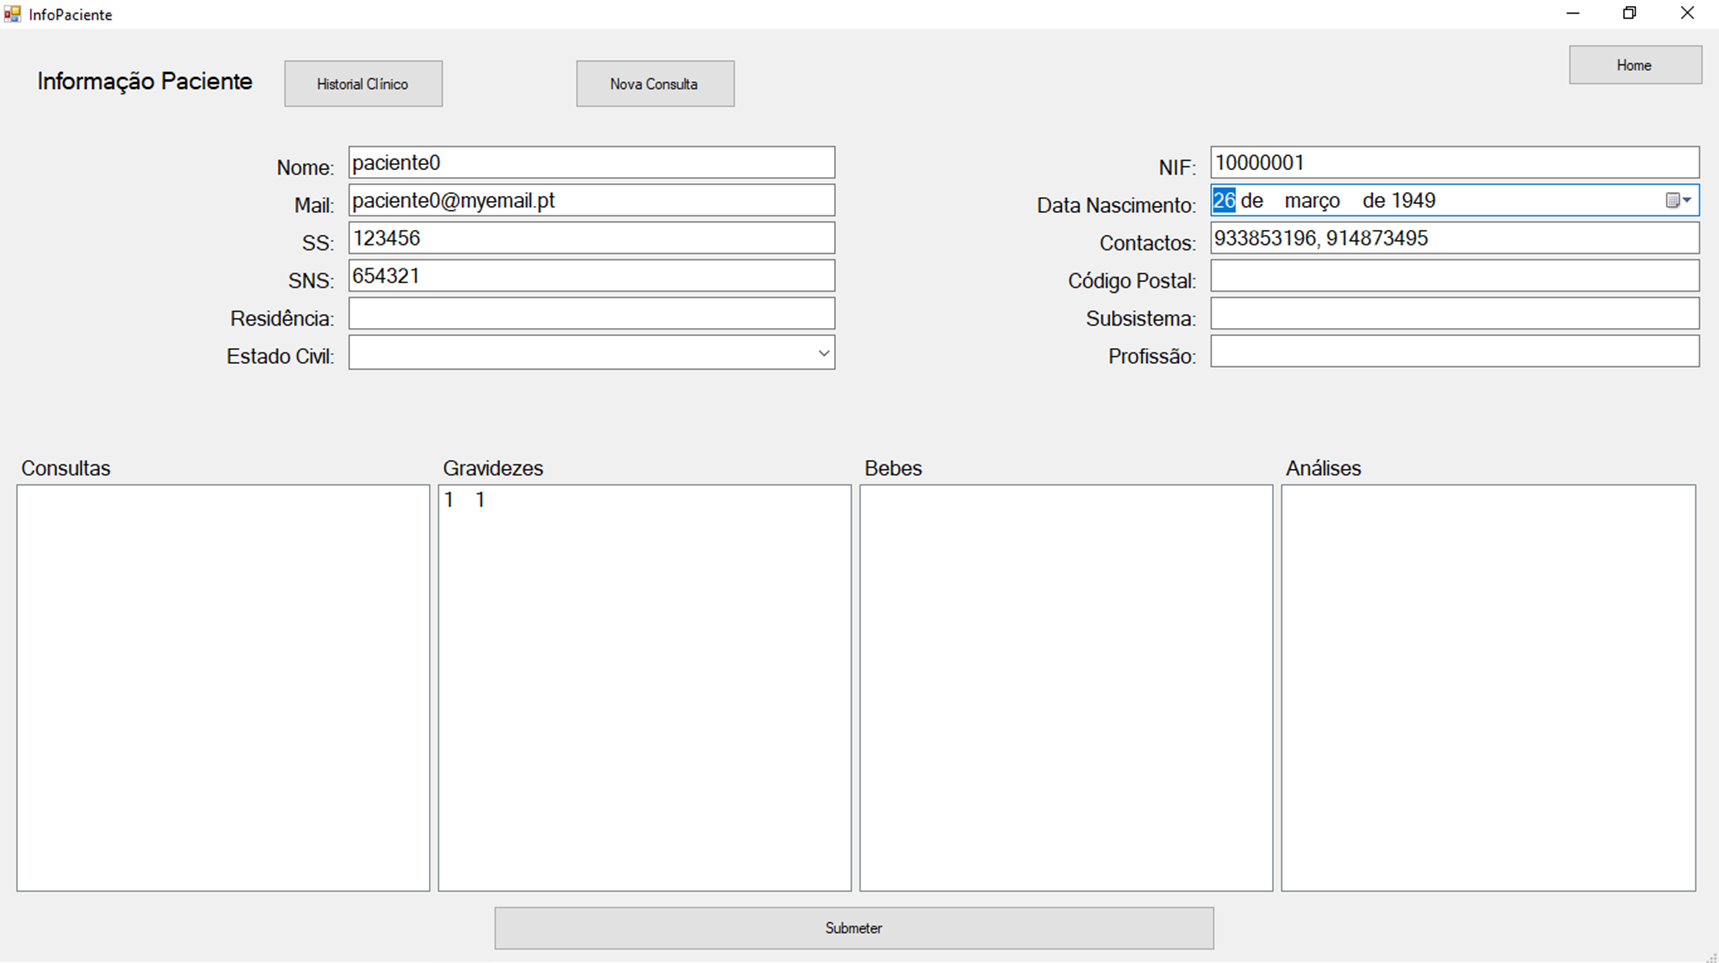 InfoPaciente
Informação Paciente
Historial Clínico
Nova Consulta
Home
Nome: paciente0
Mail: paciente0@myemail.pt
SS: 123456
SNS: 654321
Residência:
Estado Civil:
NIF: 10000001
Data Nascimento: 26 de março de 1949
Contactos: 933853196, 914873495
Código Postal:
Subsistema:
Profissão:
Consultas
Gravidezes
1 1
Bebes
Análises
Submeter